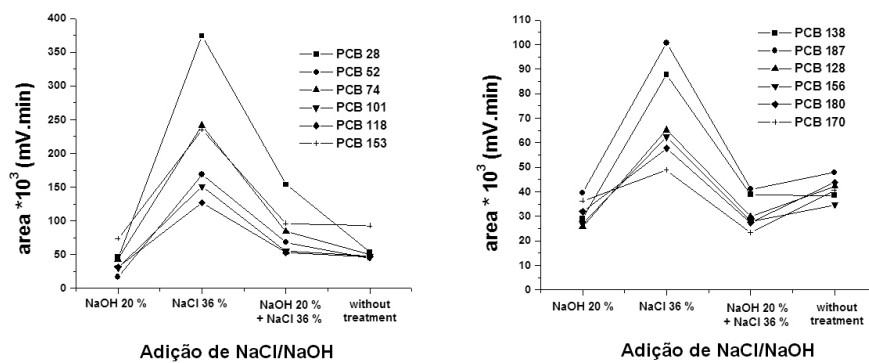 400
350
300
250
200
150
100
50
0
area *10³ (mV.min)
PCB 28
PCB 52
PCB 74
PCB 101
PCB 118
PCB 153
NaOH 20 %
NaCl 36 %
NaOH 20 %
+ NaCl 36 %
without
treatment
Adição de NaCl/NaOH
110
100
90
80
70
60
50
40
30
20
10
0
area *10³ (mV.min)
PCB 138
PCB 187
PCB 128
PCB 156
PCB 180
PCB 170
NaOH 20 %
NaCl 36 %
NaOH 20 %
+ NaCl 36 %
without
treatment
Adição de NaCl/NaOH